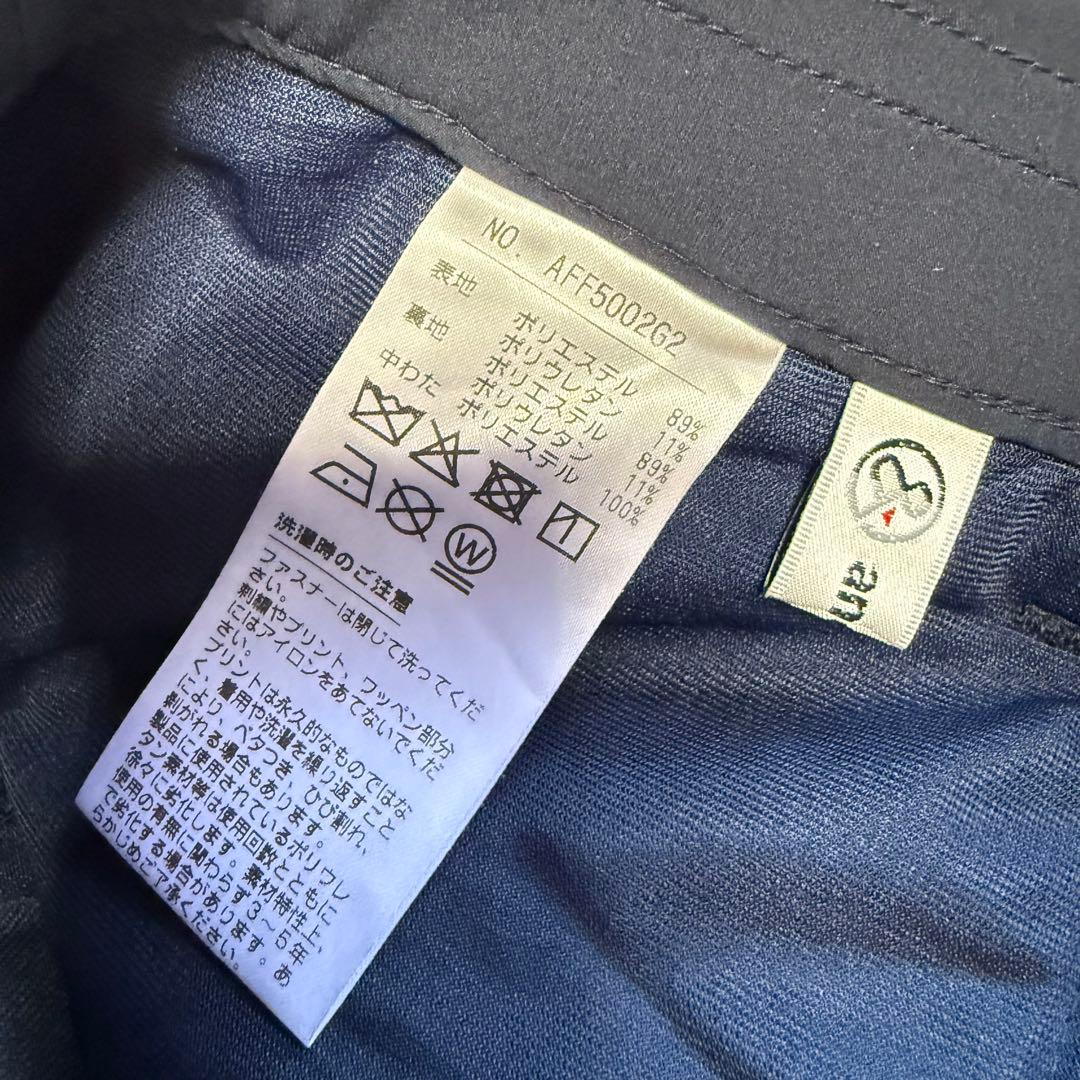 NO. AFF5002G2
表地 ポリエステル 89%
ポリウレタン 11%
裏地 ポリエステル 89%
ポリウレタン 11%
中わた ポリエステル 100%
W
洗濯時のご注意
ファスナーは閉じて洗ってくだ
さい。
刺繍やプリント、ワッペン部分
にはアイロンをあてないでくだ
さい。
プリントは永久的なものではな
く、着用や洗濯を繰り返すこと
により、ベタつき、ひび割れ、
剥がれる場合もあります。
製品に使用されているポリウレ
タン素材等は使用回数とともに
徐々に劣化します。素材特性上、
使用の有無に関わらず3～5年
で劣化する場合があります。あ
らかじめご了承ください。
an